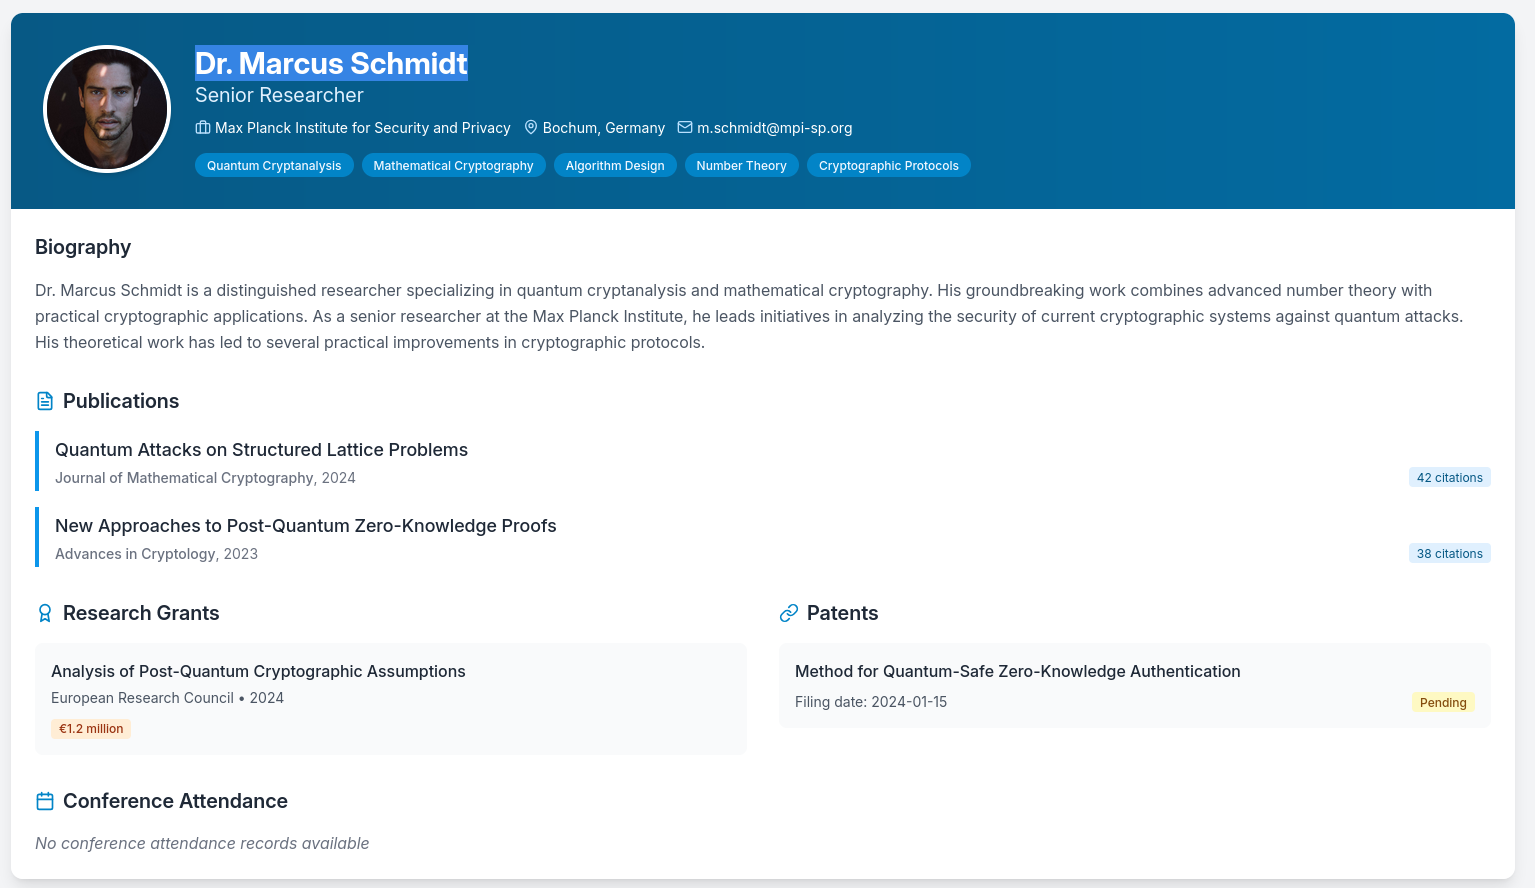 Dr. Marcus Schmidt
Senior Researcher
Max Planck Institute for Security and Privacy Bochum, Germany m.schmidt@mpi-sp.org
Quantum Cryptanalysis Mathematical Cryptography Algorithm Design Number Theory Cryptographic Protocols
Biography
Dr. Marcus Schmidt is a distinguished researcher specializing in quantum cryptanalysis and mathematical cryptography. His groundbreaking work combines advanced number theory with
practical cryptographic applications. As a senior researcher at the Max Planck Institute, he leads initiatives in analyzing the security of current cryptographic systems against quantum attacks.
His theoretical work has led to several practical improvements in cryptographic protocols.
Publications
Quantum Attacks on Structured Lattice Problems
Journal of Mathematical Cryptography, 2024 42 citations
New Approaches to Post-Quantum Zero-Knowledge Proofs
Advances in Cryptology, 2023 38 citations
Research Grants
Analysis of Post-Quantum Cryptographic Assumptions
European Research Council • 2024
€1.2 million
Patents
Method for Quantum-Safe Zero-Knowledge Authentication
Filing date: 2024-01-15 Pending
Conference Attendance
No conference attendance records available